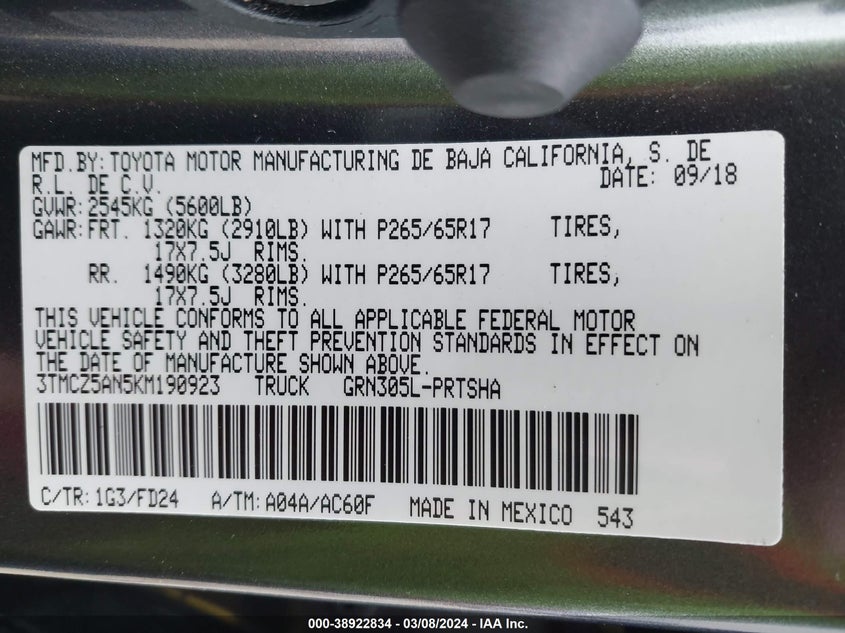 MFD.BY: TOYOTA MOTOR MANUFACTURING DE BAJA CALIFORNIA, S. DE
R.L. DE C.V. DATE: 09/18
GVWR: 2545KG (5600LB)
GAWR: FRT. 1320KG (2910LB) WITH P265/65R17 TIRES,
17X7.5J RIMS.
RR. 1490KG (3280LB) WITH P265/65R17 TIRES,
17X7.5J RIMS.
THIS VEHICLE CONFORMS TO ALL APPLICABLE FEDERAL MOTOR
VEHICLE SAFETY AND THEFT PREVENTION STANDARDS IN EFFECT ON
THE DATE OF MANUFACTURE SHOWN ABOVE.
3TMCZ5AN5KM190923 TRUCK GRN305L-PRTSHA
C/TR: 1G3/FD24 A/TM: A04A/AC60F MADE IN MEXICO 543
000-38922834 - 03/08/2024 - IAA Inc.